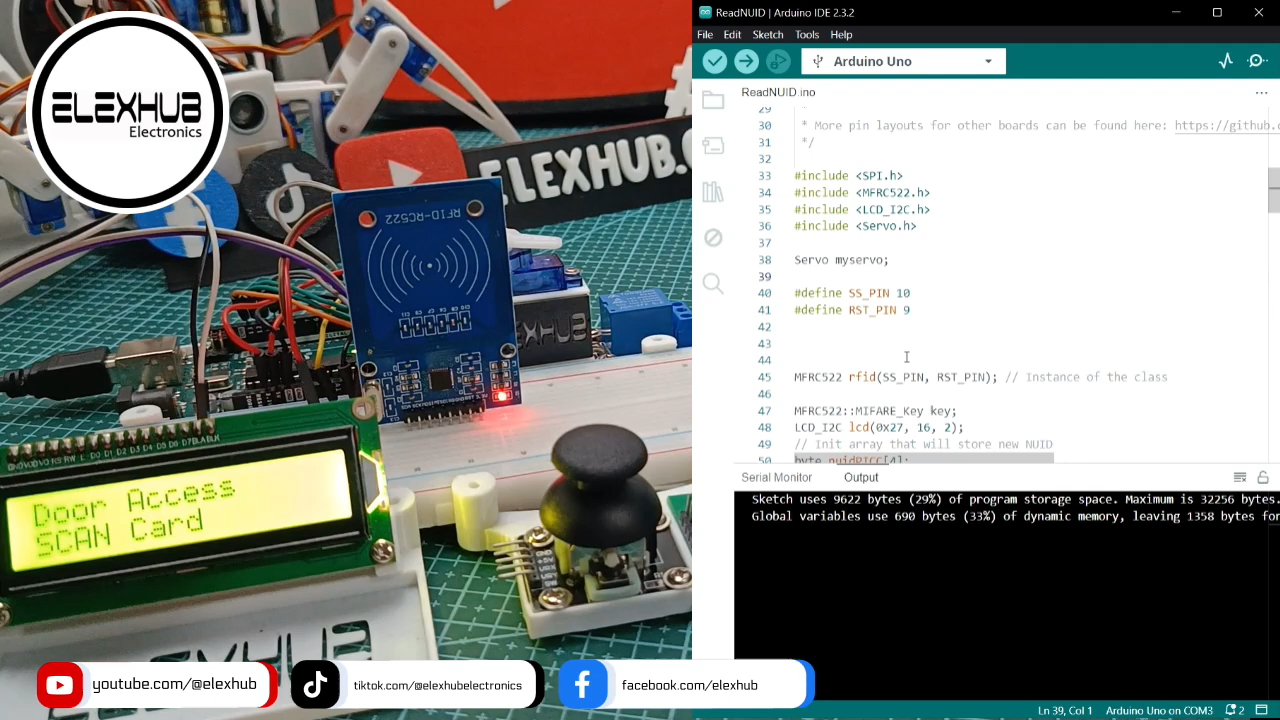 ELEXHUB
Electronics
ELEXHUB.
RFID-RC522
ELEXHUB
Door Access
SCAN Card
youtube.com/@elexhub
tiktok.com/@elexhubelectronics
facebook.com/elexhub
ReadNUID | Arduino IDE 2.3.2
File Edit Sketch Tools Help
Arduino Uno
ReadNUID.ino
29 *
30 * More pin layouts for other boards can be found here: https://github.
31 */
32
33 #include <SPI.h>
34 #include <MFRC522.h>
35 #include <LCD_I2C.h>
36 #include <Servo.h>
37
38 Servo myservo;
39
40 #define SS_PIN 10
41 #define RST_PIN 9
42
43
44
45 MFRC522 rfid(SS_PIN, RST_PIN); // Instance of the class
46
47 MFRC522::MIFARE_Key key;
48 LCD_I2C lcd(0x27, 16, 2);
49 // Init array that will store new NUID
50 byte nuidPICC[4];
Serial Monitor Output
Sketch uses 9622 bytes (29%) of program storage space. Maximum is 32256 bytes.
Global variables use 690 bytes (33%) of dynamic memory, leaving 1358 bytes for
Ln 39, Col 1 Arduino Uno on COM3 2